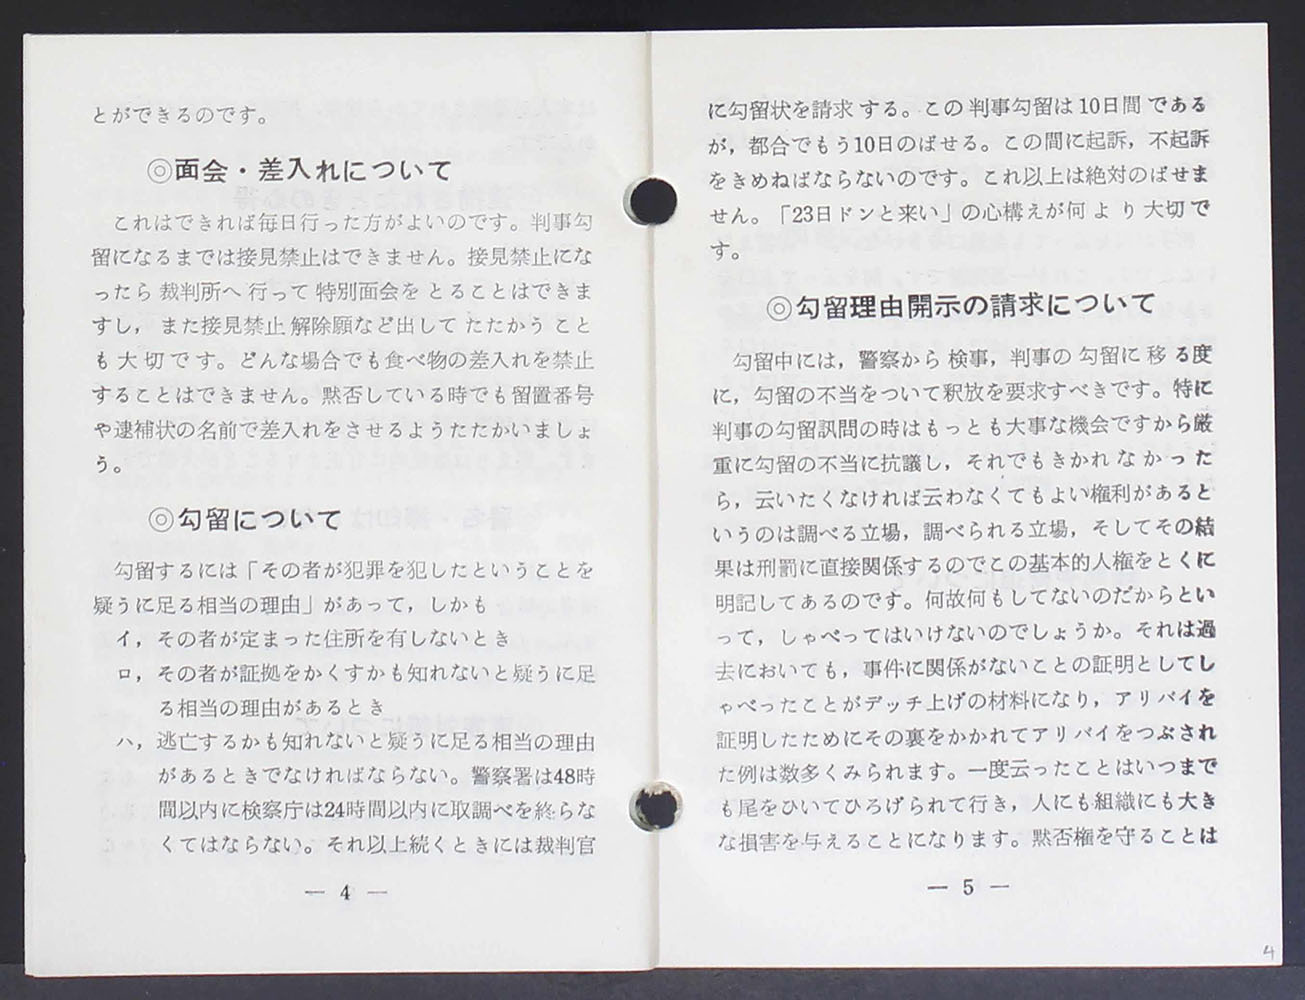 とができるのです。
◎面会・差入れについて
これはできれば毎日行った方がよいのです。判事勾
留になるまでは接見禁止はできません。接見禁止にな
ったら裁判所へ行って特別面会をとることはできま
すし，また接見禁止解除願など出してたたかうこと
も大切です。どんな場合でも食べ物の差入れを禁止
することはできません。黙否している時でも留置番号
や逮補状の名前で差入れをさせるようたたかいましょ
う。
◎勾留について
勾留するには「その者が犯罪を犯したということを
疑うに足る相当の理由」があって，しかも
イ，その者が定まった住所を有しないとき
ロ，その者が証拠をかくすかも知れないと疑うに足
る相当の理由があるとき
ハ，逃亡するかも知れないと疑うに足る相当の理由
があるときでなければならない。警察署は48時
間以内に検察庁は24時間以内に取調べを終らな
くてはならない。それ以上続くときには裁判官
— 4 —
に勾留状を請求する。この判事勾留は10日間である
が，都合でもう10日のばせる。この間に起訴，不起訴
をきめねばならないのです。これ以上は絶対のばせま
せん。「23日ドンと来い」の心構えが何より大切で
す。
◎勾留理由開示の請求について
勾留中には，警察から検事，判事の勾留に移る度
に，勾留の不当をついて釈放を要求すべきです。特に
判事の勾留訊問の時はもっとも大事な機会ですから厳
重に勾留の不当に抗議し，それでもきかれなかった
ら，云いたくなければ云わなくてもよい権利があると
いうのは調べる立場，調べられる立場，そしてその結
果は刑罰に直接関係するのでこの基本的人権をとくに
明記してあるのです。何故何もしてないのだからとい
って，しゃべってはいけないのでしょうか。それは過
去においても，事件に関係がないことの証明としてし
ゃべったことがデッチ上げの材料になり，アリバイを
証明したためにその裏をかかれてアリバイをつぶされ
た例は数多くみられます。一度云ったことはいつまで
も尾をひいてひろげられて行き，人にも組織にも大き
な損害を与えることになります。黙否権を守ることは
— 5 —
4